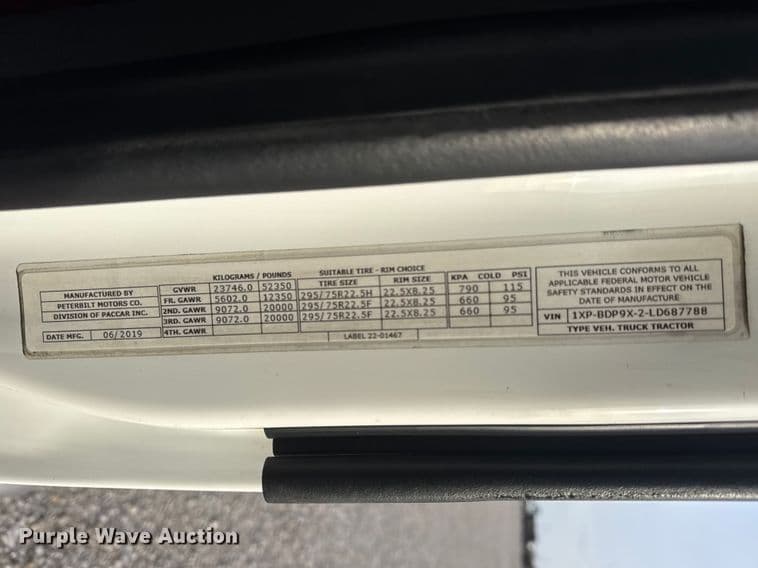 MANUFACTURED BY
PETERBILT MOTORS CO.
DIVISION OF PACCAR INC.
DATE MFG. 06/2019
KILOGRAMS / POUNDS
GVWR 23746.0 52350
FR. GAWR 5602.0 12350
2ND. GAWR 9072.0 20000
3RD. GAWR 9072.0 20000
4TH. GAWR
SUITABLE TIRE - RIM CHOICE
TIRE SIZE RIM SIZE
295/75R22.5H 22.5X8.25
295/75R22.5F 22.5X8.25
295/75R22.5F 22.5X8.25
LABEL 22-01467
KPA COLD PSI
790 115
660 95
660 95
THIS VEHICLE CONFORMS TO ALL
APPLICABLE FEDERAL MOTOR VEHICLE
SAFETY STANDARDS IN EFFECT ON THE
DATE OF MANUFACTURE
VIN 1XP-BDP9X-2-LD687788
TYPE VEH. TRUCK TRACTOR
Purple Wave Auction